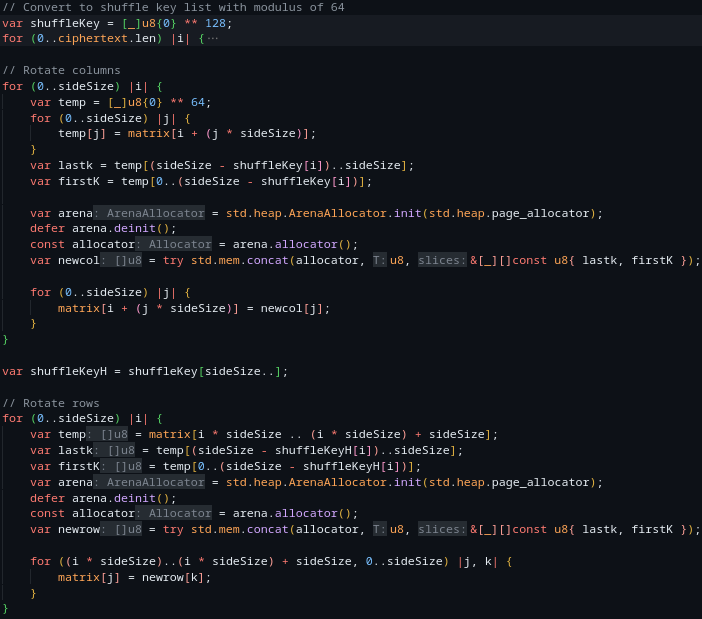 // Convert to shuffle key list with modulus of 64
var shuffleKey = [_]u8{0} ** 128;
for (0..ciphertext.len) |i| {⋯
// Rotate columns
for (0..sideSize) |i| {
    var temp = [_]u8{0} ** 64;
    for (0..sideSize) |j| {
        temp[j] = matrix[i + (j * sideSize)];
    }
    var lastk = temp[(sideSize - shuffleKey[i])..sideSize];
    var firstK = temp[0..(sideSize - shuffleKey[i])];
    var arena: ArenaAllocator = std.heap.ArenaAllocator.init(std.heap.page_allocator);
    defer arena.deinit();
    const allocator: Allocator = arena.allocator();
    var newcol: []u8 = try std.mem.concat(allocator, T: u8, slices: &[_][]const u8{ lastk, firstK });
    for (0..sideSize) |j| {
        matrix[i + (j * sideSize)] = newcol[j];
    }
}
var shuffleKeyH = shuffleKey[sideSize..];
// Rotate rows
for (0..sideSize) |i| {
    var temp: []u8 = matrix[i * sideSize .. (i * sideSize) + sideSize];
    var lastk: []u8 = temp[(sideSize - shuffleKeyH[i])..sideSize];
    var firstK: []u8 = temp[0..(sideSize - shuffleKeyH[i])];
    var arena: ArenaAllocator = std.heap.ArenaAllocator.init(std.heap.page_allocator);
    defer arena.deinit();
    const allocator: Allocator = arena.allocator();
    var newrow: []u8 = try std.mem.concat(allocator, T: u8, slices: &[_][]const u8{ lastk, firstK });
    for ((i * sideSize)..(i * sideSize) + sideSize, 0..sideSize) |j, k| {
        matrix[j] = newrow[k];
    }
}